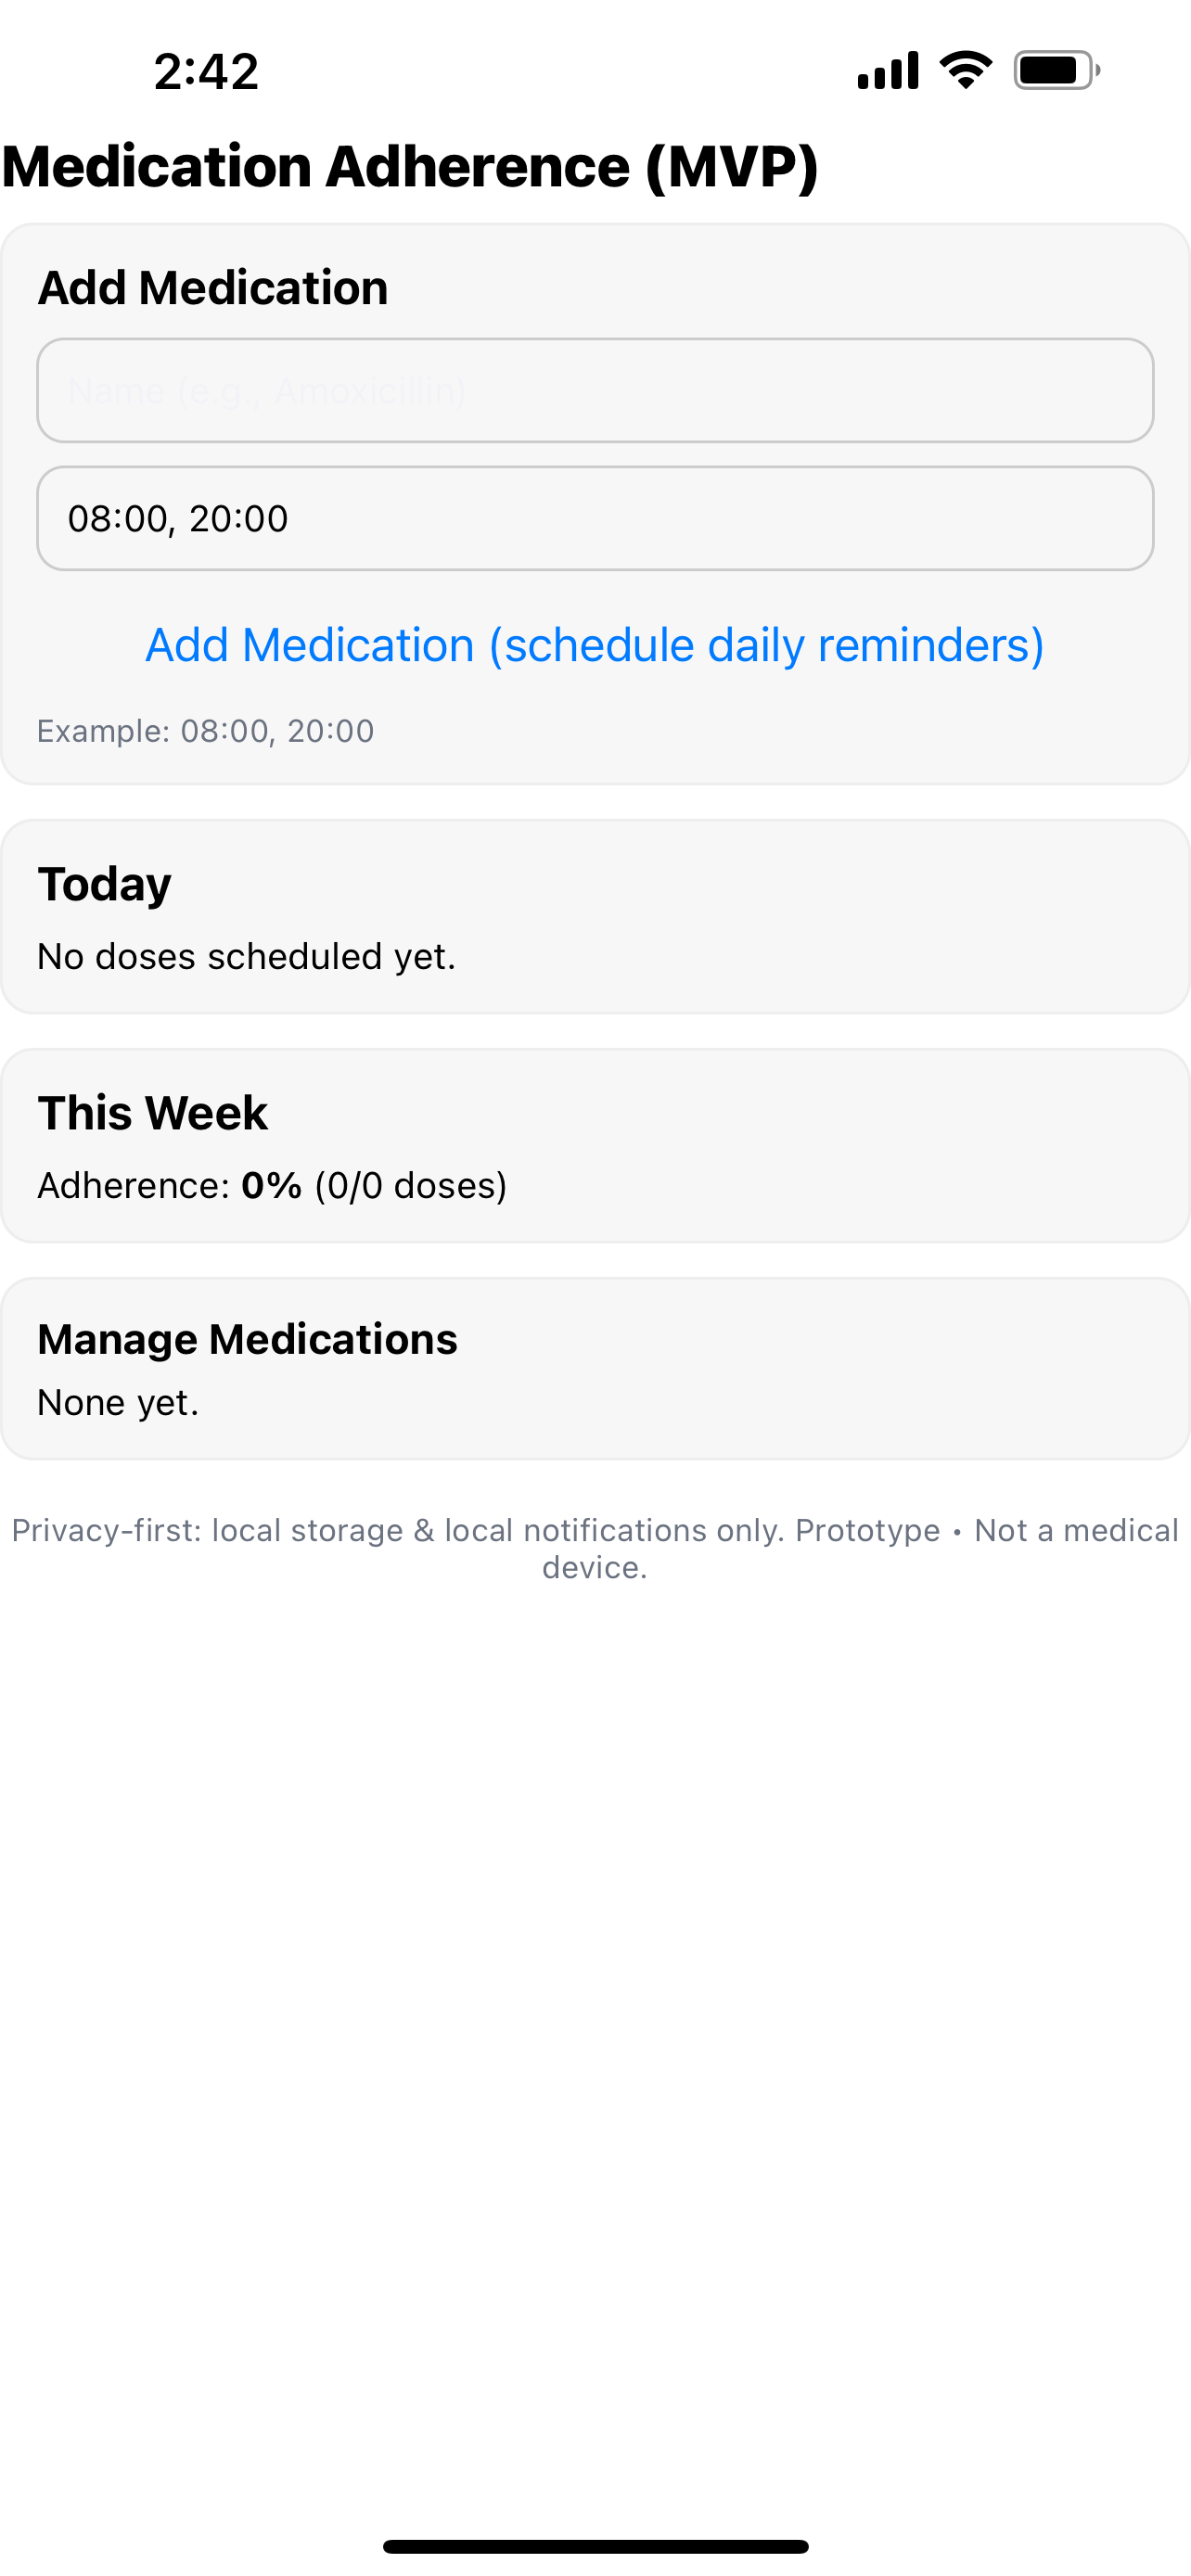 2:42
Medication Adherence (MVP)
Add Medication
Name (e.g., Amoxicillin)
08:00, 20:00
Add Medication (schedule daily reminders)
Example: 08:00, 20:00
Today
No doses scheduled yet.
This Week
Adherence: 0% (0/0 doses)
Manage Medications
None yet.
Privacy-first: local storage & local notifications only. Prototype • Not a medical
device.